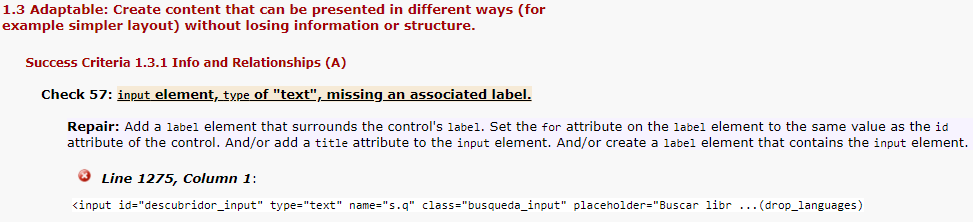 1.3 Adaptable: Create content that can be presented in different ways (for
example simpler layout) without losing information or structure.
Success Criteria 1.3.1 Info and Relationships (A)
Check 57: input element, type of "text", missing an associated label.
Repair: Add a label element that surrounds the control's label. Set the for attribute on the label element to the same value as the id
attribute of the control. And/or add a title attribute to the input element. And/or create a label element that contains the input element.
Line 1275, Column 1:
<input id="descubridor_input" type="text" name="s.q" class="busqueda_input" placeholder="Buscar libr ...(drop_languages)